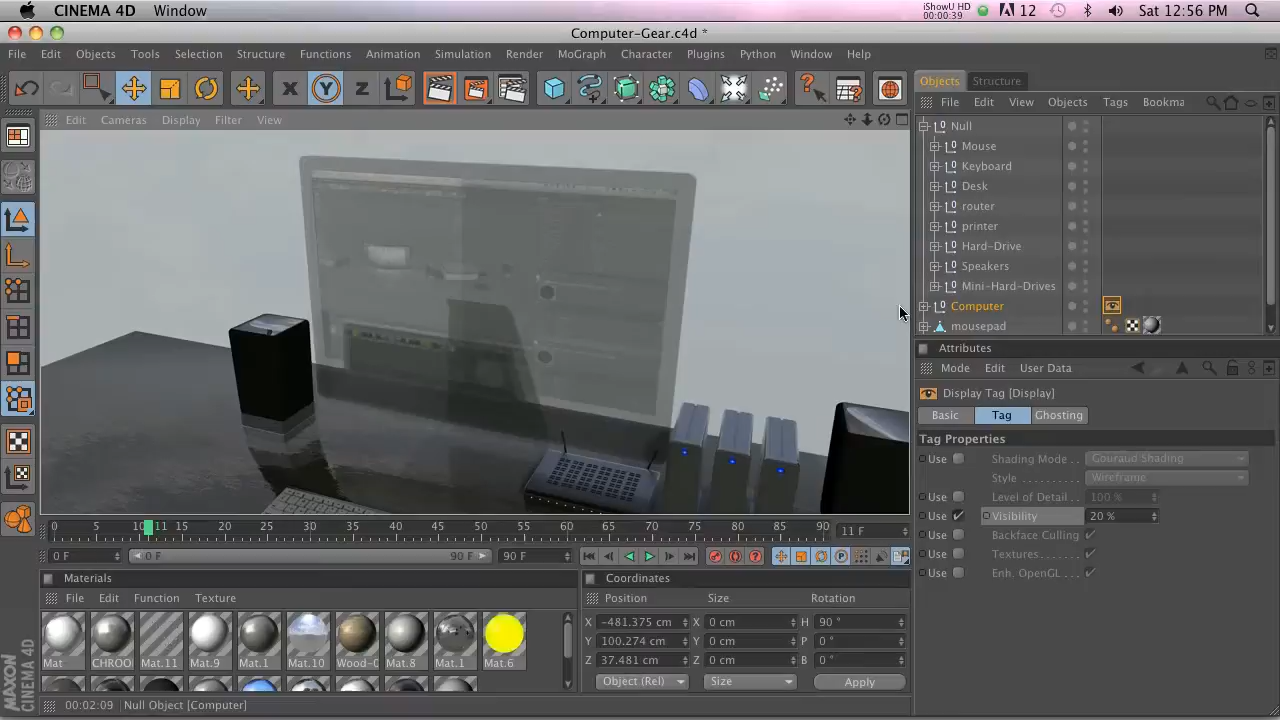 CINEMA 4D Window
iShowU HD
00:00:39
12
Sat 12:56 PM
Computer-Gear.c4d *
File Edit Objects Tools Selection Structure Functions Animation Simulation Render MoGraph Character Plugins Python Window Help
X Y Z
Objects Structure
File Edit View Objects Tags Bookma
Edit Cameras Display Filter View
Null
Mouse
Keyboard
Desk
router
printer
Hard-Drive
Speakers
Mini-Hard-Drives
Computer
mousepad
Attributes
Mode Edit User Data
Display Tag [Display]
Basic Tag Ghosting
Tag Properties
Use Shading Mode . . Gouraud Shading
Style . . . . . . . . Wireframe
Use Level of Detail . . 100 %
Use Visibility 20 %
Use Backface Culling
Use Textures. . . . . .
Use Enh. OpenGL . . .
0 5 10 11 15 20 25 30 35 40 45 50 55 60 65 70 75 80 85 90 11 F
0 F 0 F 90 F 90 F
Materials
File Edit Function Texture
Mat CHROO Mat.11 Mat.9 Mat.1 Mat.10 Wood-C Mat.8 Mat.1 Mat.6
Coordinates
Position Size Rotation
X -481.375 cm X 0 cm H 90 °
Y 100.274 cm Y 0 cm P 0 °
Z 37.481 cm Z 0 cm B 0 °
Object (Rel) Size Apply
MAXON
CINEMA 4D
00:02:09 Null Object [Computer]